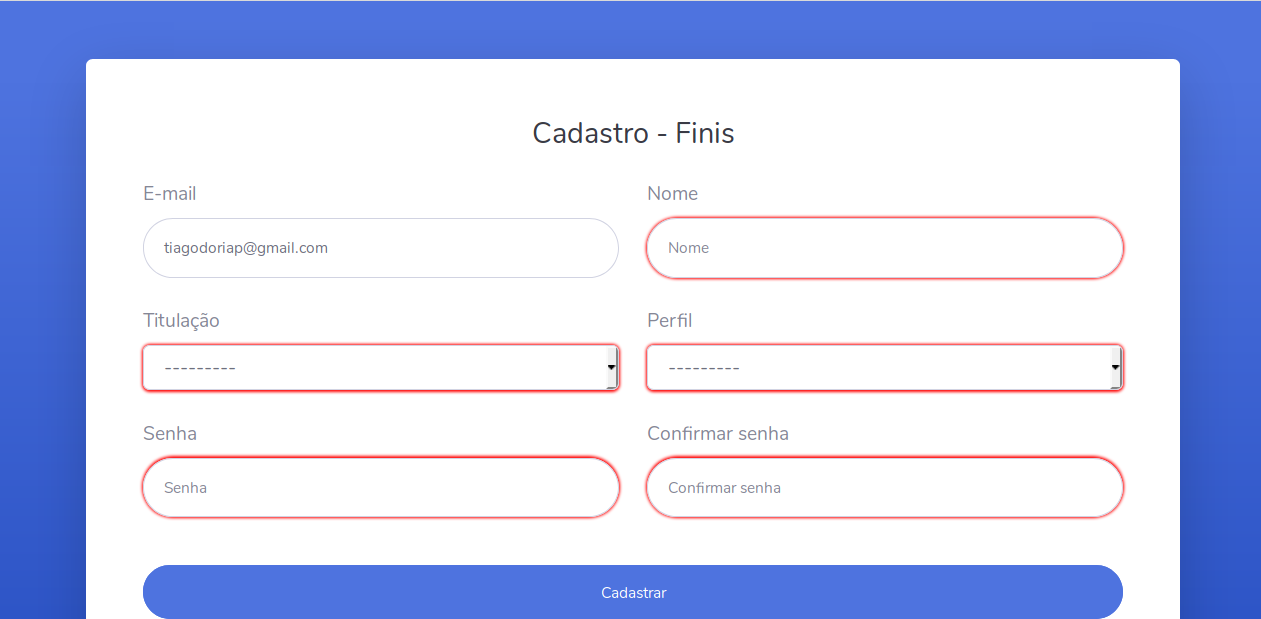 Cadastro - Finis
E-mail
Nome
tiagodoriap@gmail.com
Nome
Titulação
Perfil
---------
---------
Senha
Confirmar senha
Senha
Confirmar senha
Cadastrar